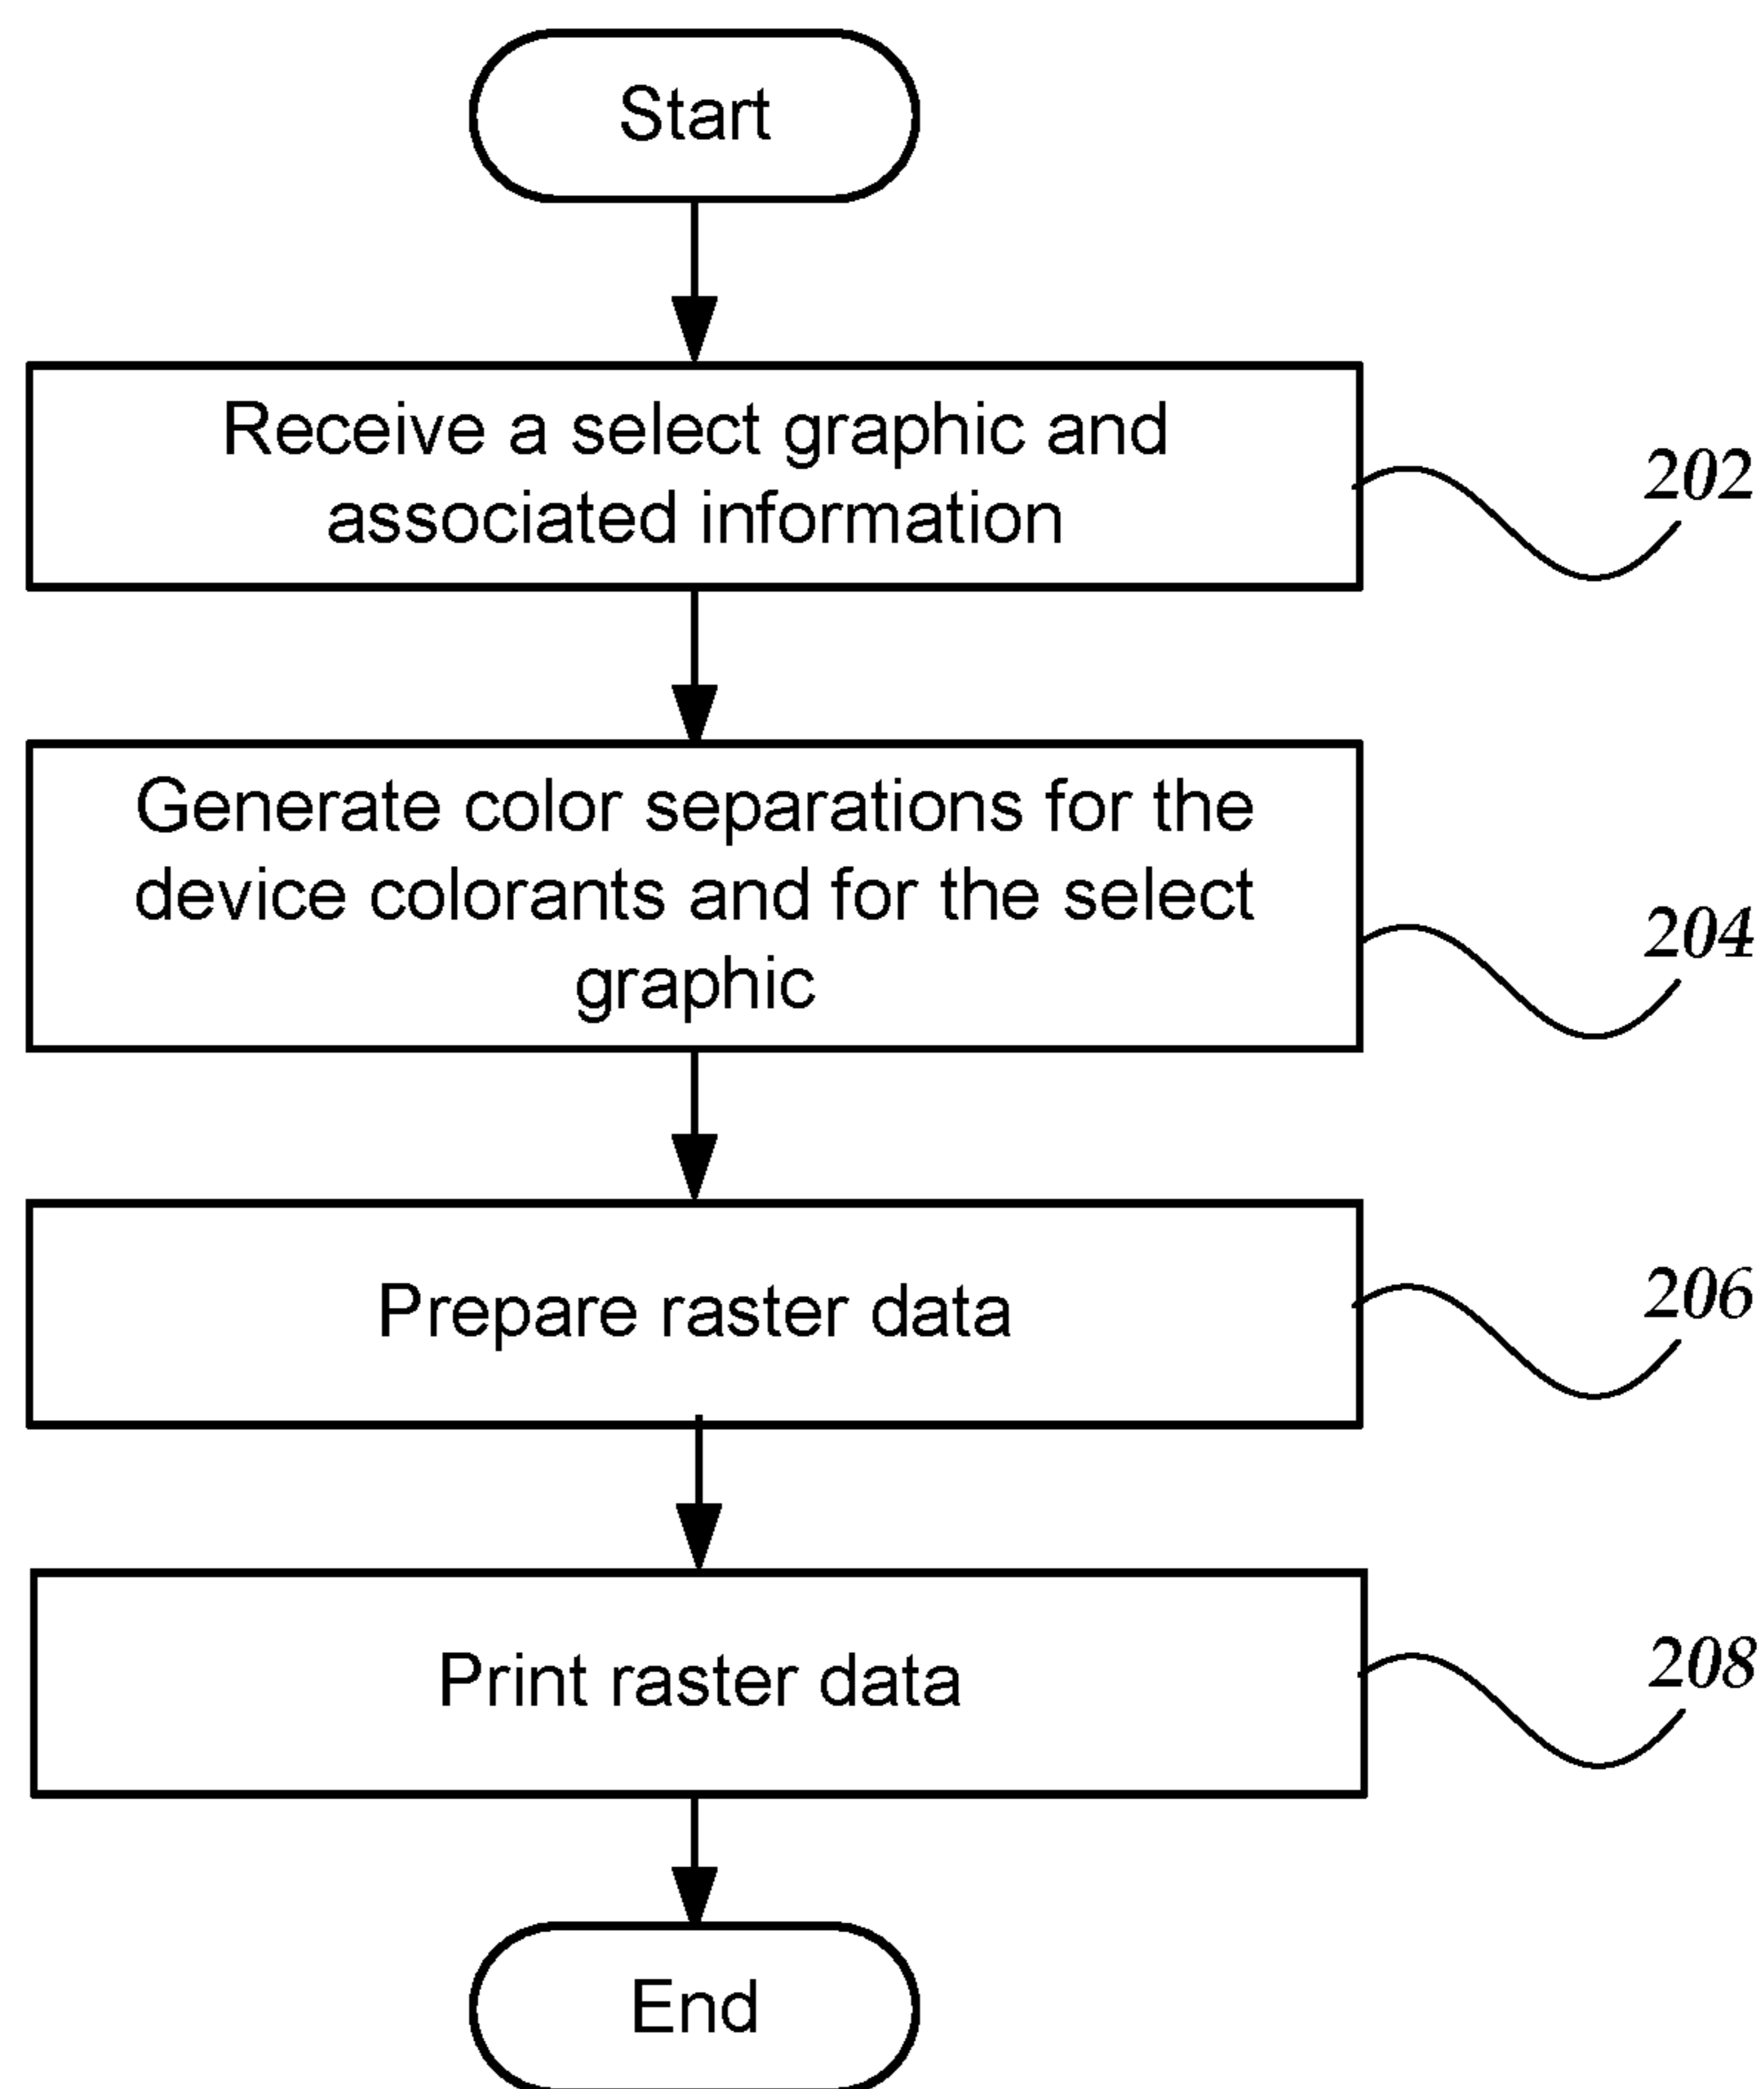 Start
Receive a select graphic and
associated information
202
Generate color separations for the
device colorants and for the select
graphic
204
Prepare raster data
206
Print raster data
208
End